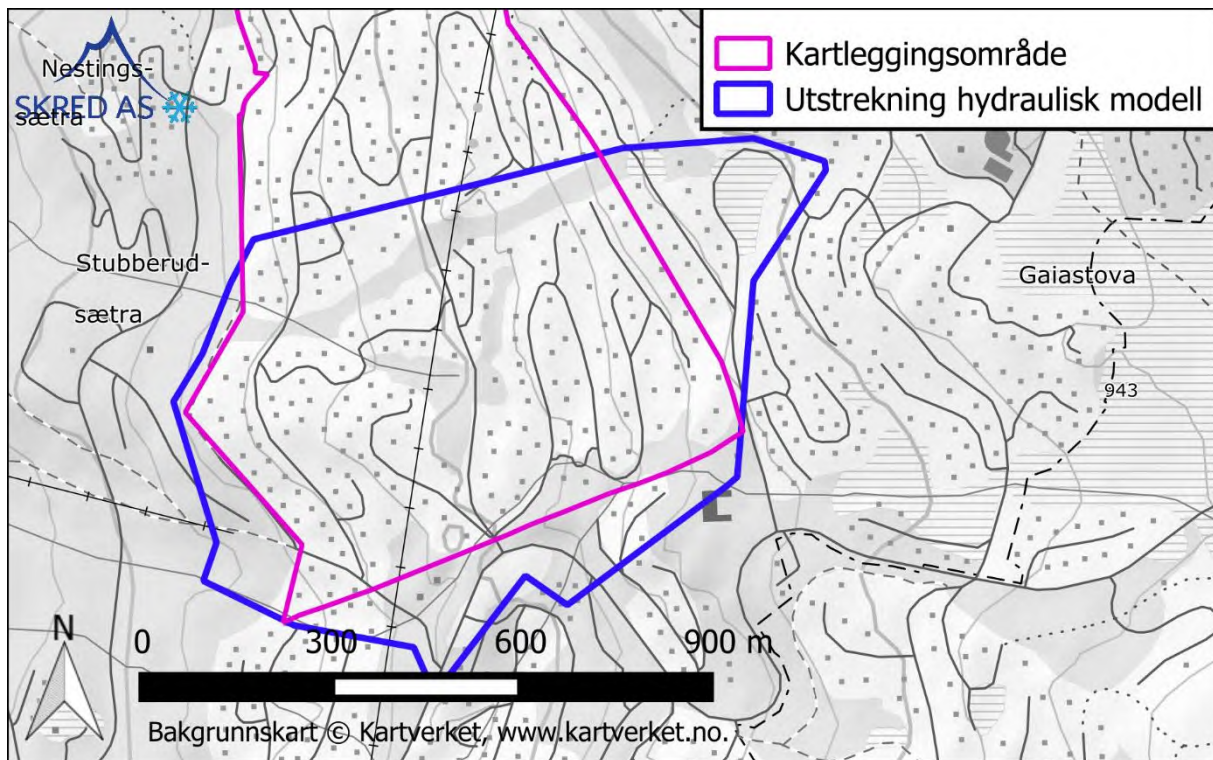 Nestings-
SKRED AS
sætra
Kartleggingsområde
Utstrekning hydraulisk modell
Stubberud-
sætra
Gaiastova
943
N
0 300 600 900 m
Bakgrunnskart © Kartverket, www.kartverket.no.